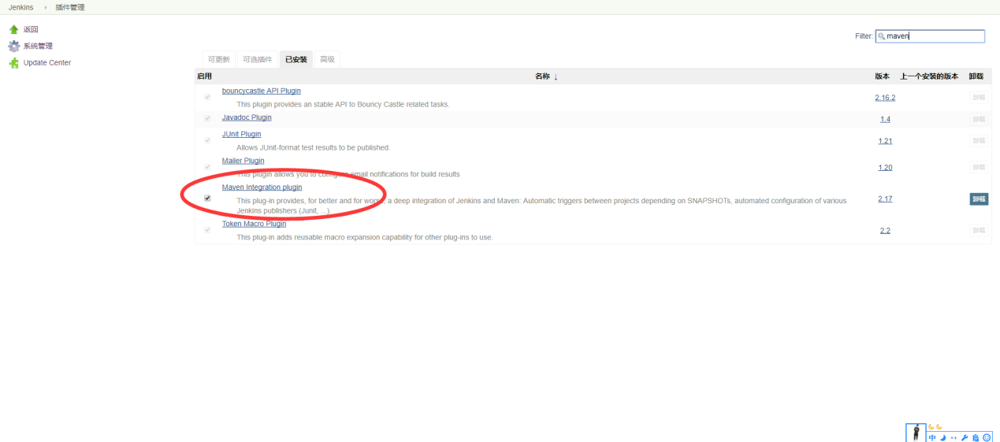 Jenkins 插件管理
返回
系统管理
Update Center
Filter: maven
可更新 可选插件 已安装 高级
启用 名称 ↓ 版本 上一个安装的版本 卸载
bouncycastle API Plugin
This plugin provides an stable API to Bouncy Castle related tasks.
2.16.2 卸载
Javadoc Plugin
1.4 卸载
JUnit Plugin
Allows JUnit-format test results to be published.
1.21 卸载
Mailer Plugin
This plugin allows you to configure email notifications for build results
1.20 卸载
Maven Integration plugin
This plug-in provides, for better and for worse, a deep integration of Jenkins and Maven: Automatic triggers between projects depending on SNAPSHOTs, automated configuration of various
Jenkins publishers (Junit, ...)
2.17 卸载
Token Macro Plugin
This plug-in adds reusable macro expansion capability for other plug-ins to use.
2.2 卸载
中